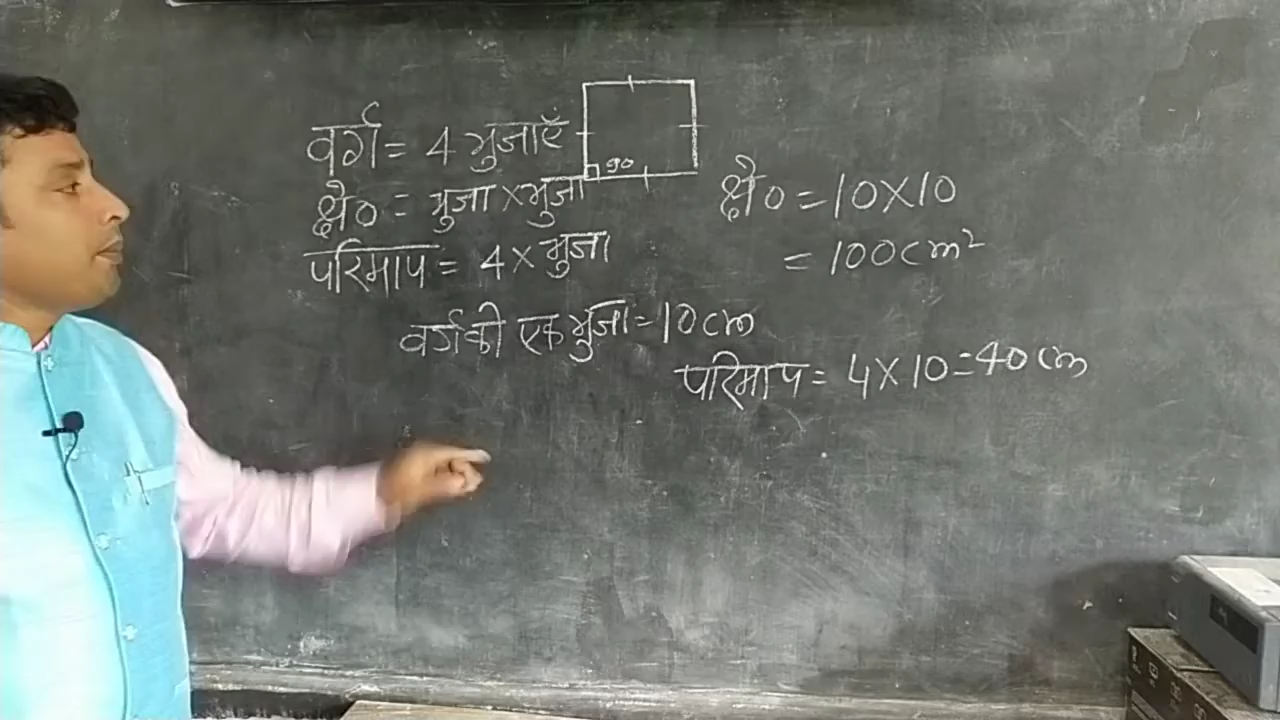 वर्ग = 4 भुजाएँ
90
क्षे० = भुजा × भुजा
परिमाप = 4 × भुजा
क्षे० = 10 × 10
= 100 cm²
वर्ग की एक भुजा = 10 cm
परिमाप = 4 × 10 = 40 cm